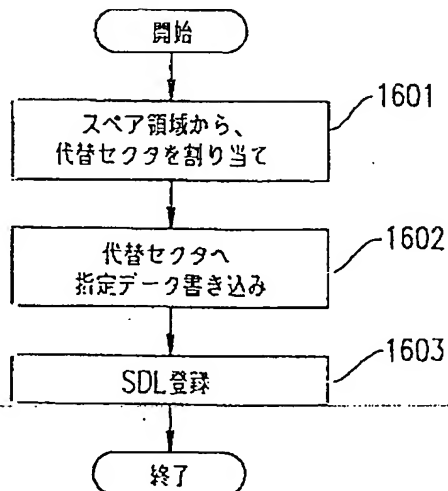 開始
スペア領域から、
代替セクタを割り当て
1601
代替セクタへ
指定データ書き込み
1602
SDL登録
1603
終了